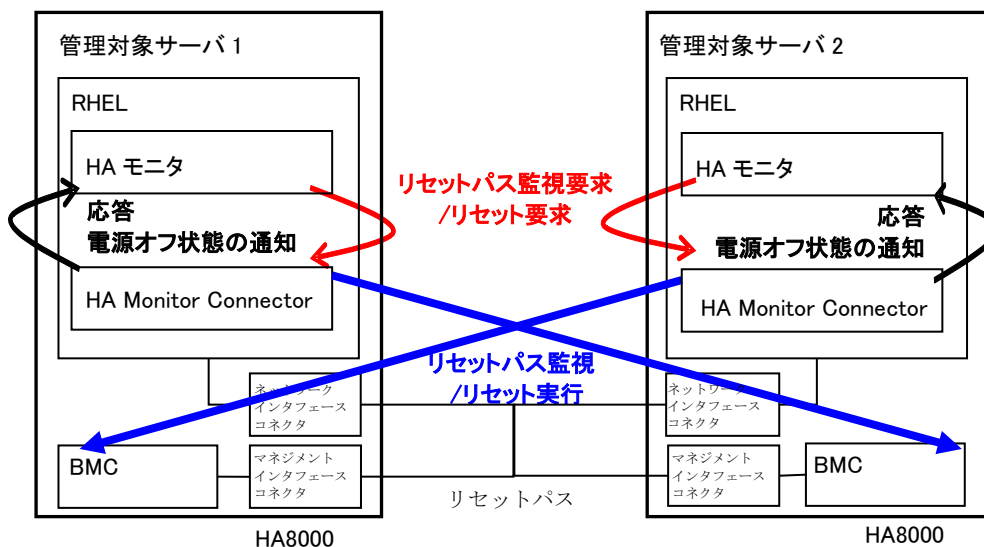 管理対象サーバ 1
RHEL
HA モニタ
応答
電源オフ状態の通知
HA Monitor Connector
リセットパス監視要求
/リセット要求
管理対象サーバ 2
RHEL
HA モニタ
応答
電源オフ状態の通知
HA Monitor Connector
リセットパス監視
/リセット実行
ネットワーク
インタフェース
コネクタ
ネットワーク
インタフェース
コネクタ
BMC
マネジメント
インタフェース
コネクタ
リセットパス
マネジメント
インタフェース
コネクタ
BMC
HA8000
HA8000